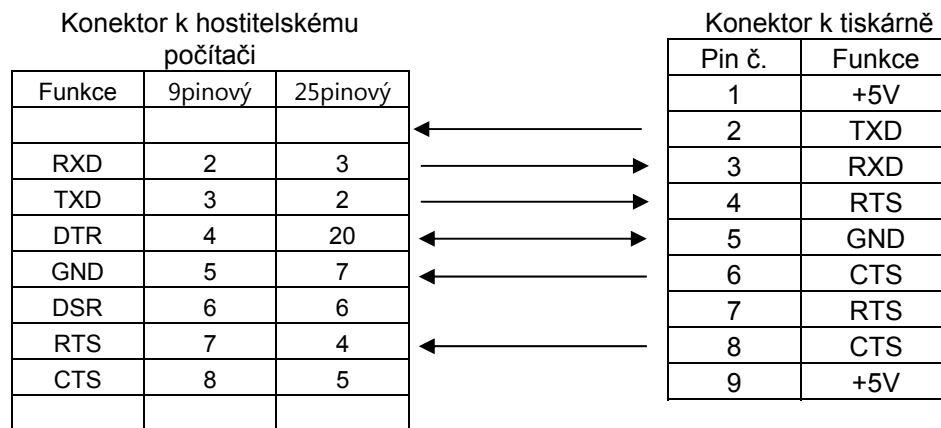 Konektor k hostitelskému
počítači
Funkce 9pinový 25pinový
RXD 2 3
TXD 3 2
DTR 4 20
GND 5 7
DSR 6 6
RTS 7 4
CTS 8 5
Konektor k tiskárně
Pin č. Funkce
1 +5V
2 TXD
3 RXD
4 RTS
5 GND
6 CTS
7 RTS
8 CTS
9 +5V